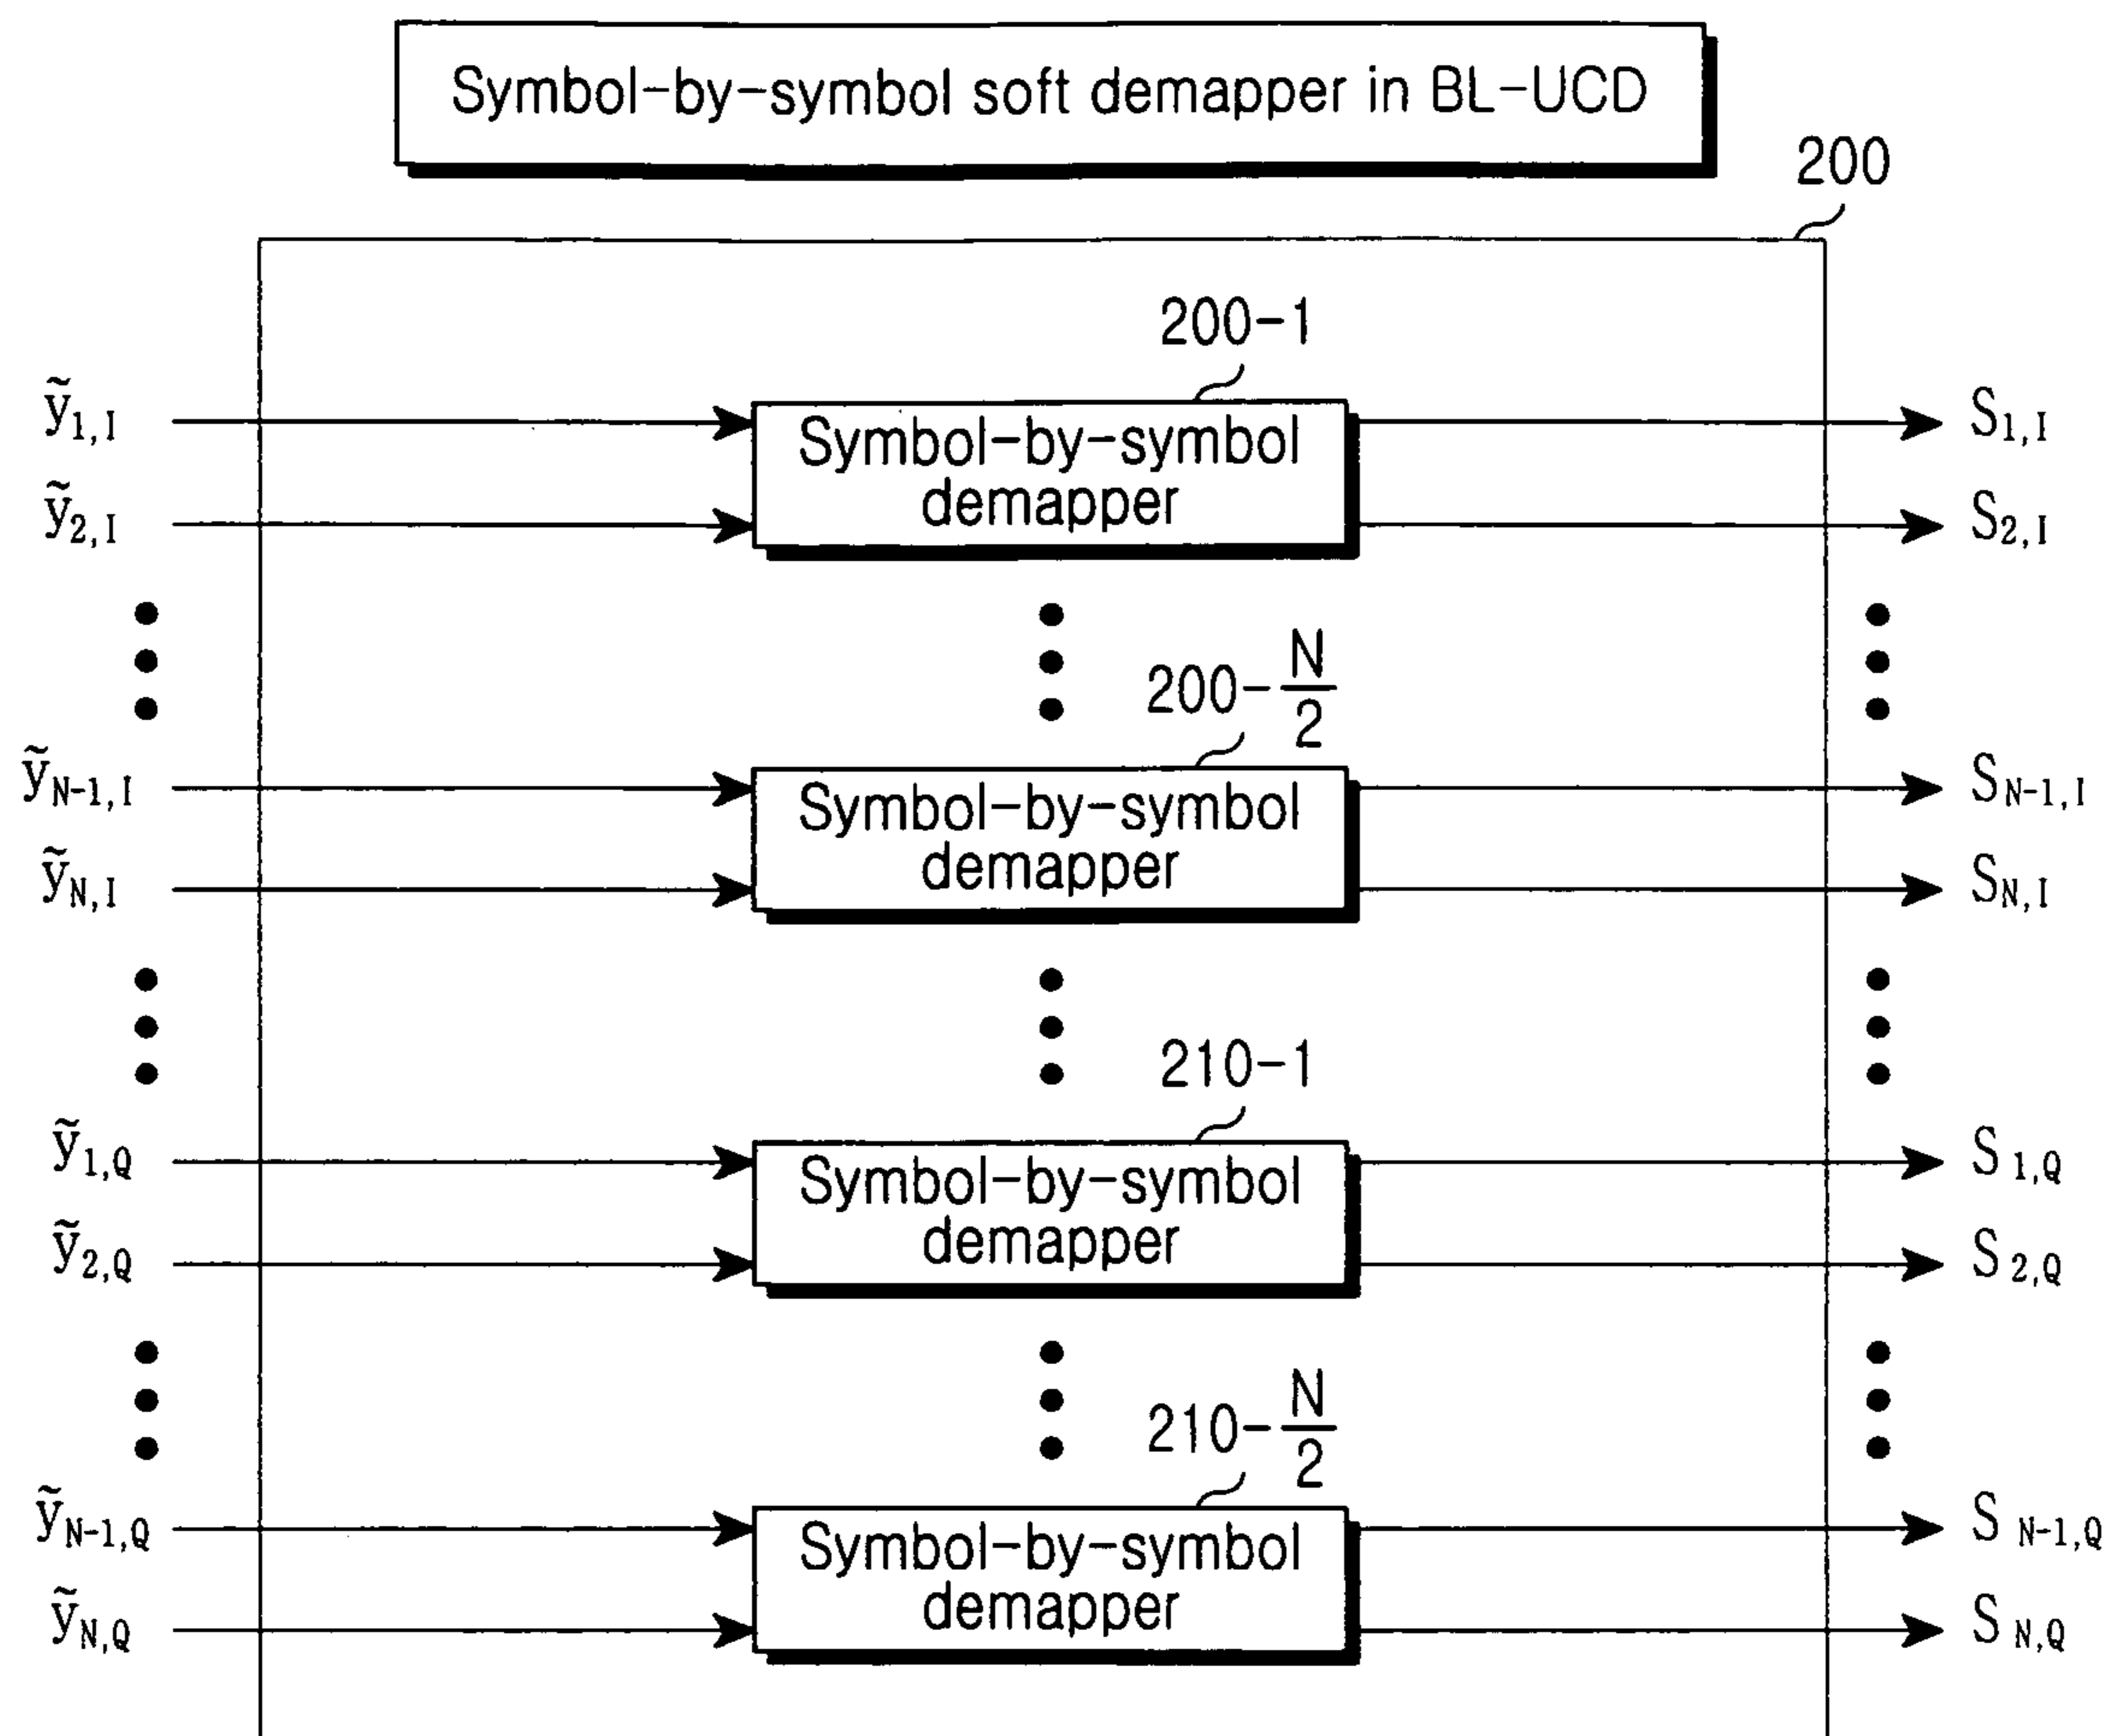 Symbol-by-symbol soft demapper in BL-UCD
200
200-1
ỹ1,I
Symbol-by-symbol
demapper
S1,I
ỹ2,I
S2,I
200-N/2
ỹN-1,I
Symbol-by-symbol
demapper
SN-1,I
ỹN,I
SN,I
210-1
ỹ1,Q
Symbol-by-symbol
demapper
S1,Q
ỹ2,Q
S2,Q
210-N/2
ỹN-1,Q
Symbol-by-symbol
demapper
SN-1,Q
ỹN,Q
SN,Q